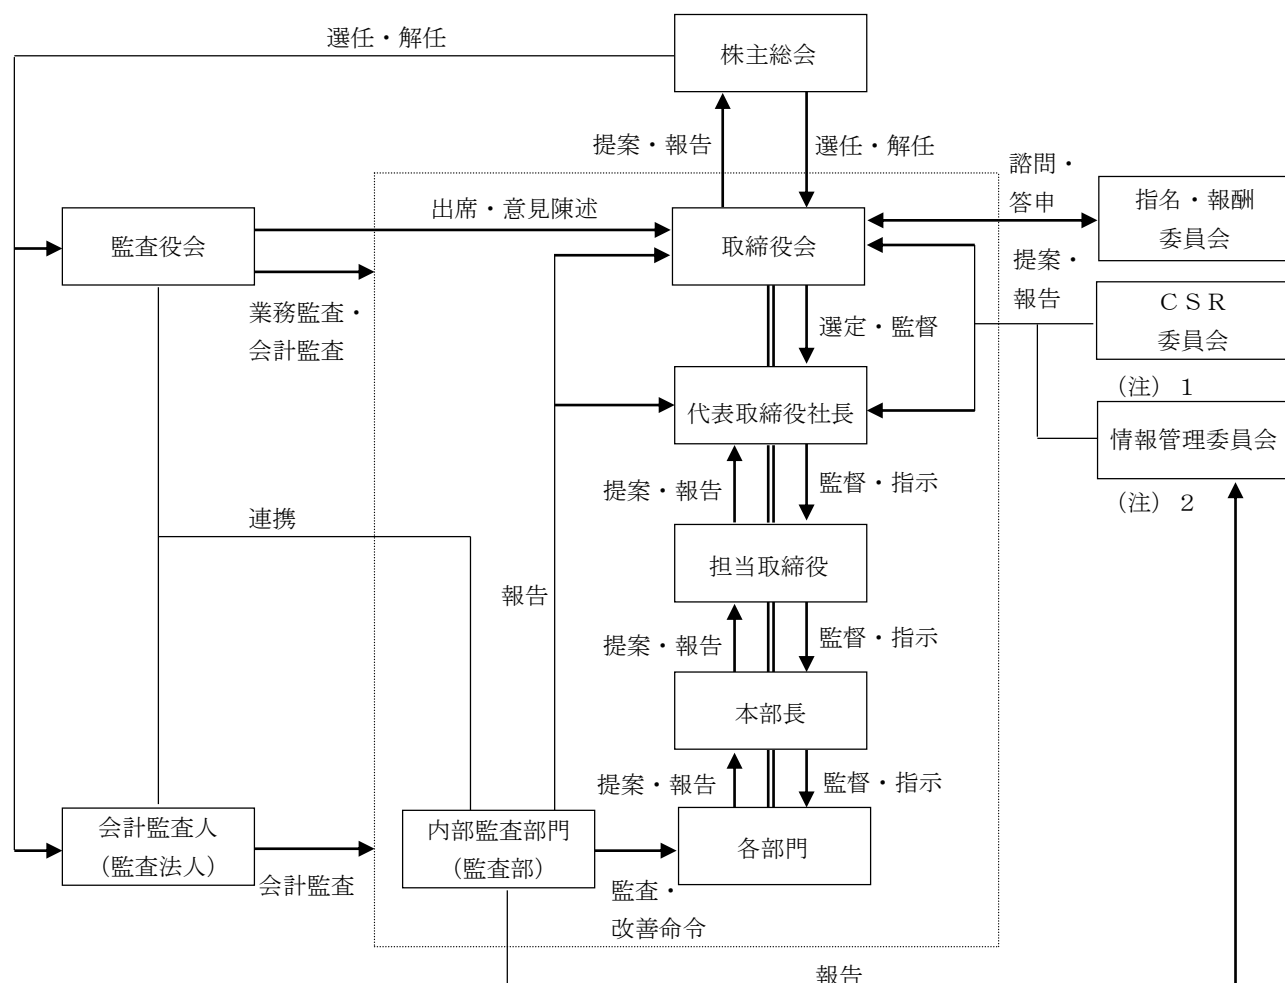 選任・解任
株主総会
提案・報告
選任・解任
諮問・
答申
指名・報酬
委員会
出席・意見陳述
監査役会
取締役会
提案・
報告
ＣＳＲ
委員会
業務監査・
会計監査
選定・監督
（注）１
代表取締役社長
情報管理委員会
提案・報告
監督・指示
（注）２
連携
担当取締役
報告
提案・報告
監督・指示
本部長
提案・報告
監督・指示
会計監査人
（監査法人）
会計監査
内部監査部門
（監査部）
各部門
監査・
改善命令
報告